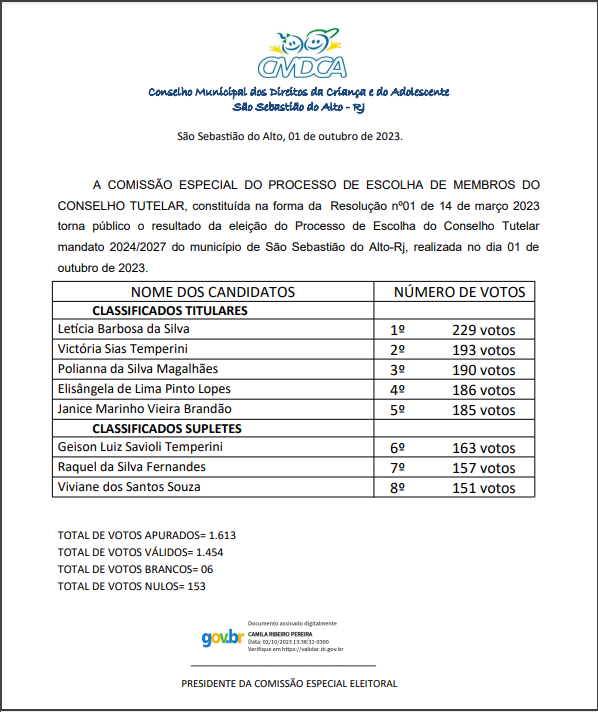 CMDCA
Conselho Municipal dos Direitos da Criança e do Adolescente
São Sebastião do Alto - RJ
São Sebastião do Alto, 01 de outubro de 2023.
A COMISSÃO ESPECIAL DO PROCESSO DE ESCOLHA DE MEMBROS DO
CONSELHO TUTELAR, constituída na forma da Resolução nº01 de 14 de março 2023
torna público o resultado da eleição do Processo de Escolha do Conselho Tutelar
mandato 2024/2027 do município de São Sebastião do Alto-Rj, realizada no dia 01 de
outubro de 2023.
NOME DOS CANDIDATOS NÚMERO DE VOTOS
CLASSIFICADOS TITULARES
Letícia Barbosa da Silva 1º 229 votos
Victória Sias Temperini 2º 193 votos
Polianna da Silva Magalhães 3º 190 votos
Elisângela de Lima Pinto Lopes 4º 186 votos
Janice Marinho Vieira Brandão 5º 185 votos
CLASSIFICADOS SUPLETES
Geison Luiz Savioli Temperini 6º 163 votos
Raquel da Silva Fernandes 7º 157 votos
Viviane dos Santos Souza 8º 151 votos
TOTAL DE VOTOS APURADOS= 1.613
TOTAL DE VOTOS VÁLIDOS= 1.454
TOTAL DE VOTOS BRANCOS= 06
TOTAL DE VOTOS NULOS= 153
gov.br
Documento assinado digitalmente
CAMILA RIBEIRO PEREIRA
Data: 02/10/2023 13:38:31-0300
Verifique em https://validar.iti.gov.br
PRESIDENTE DA COMISSÃO ESPECIAL ELEITORAL